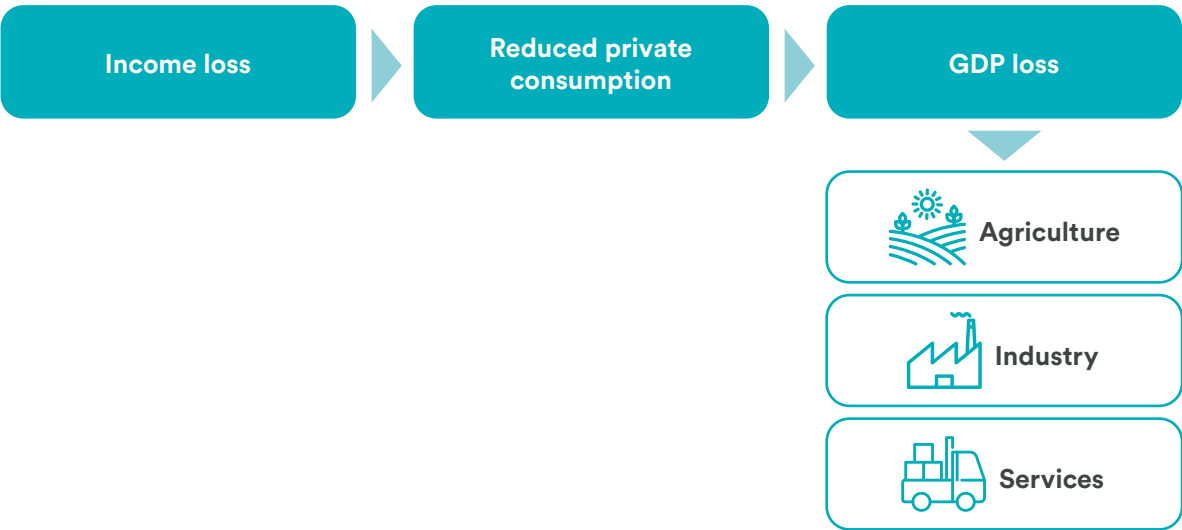 Income loss
Reduced private
consumption
GDP loss
Agriculture
Industry
Services